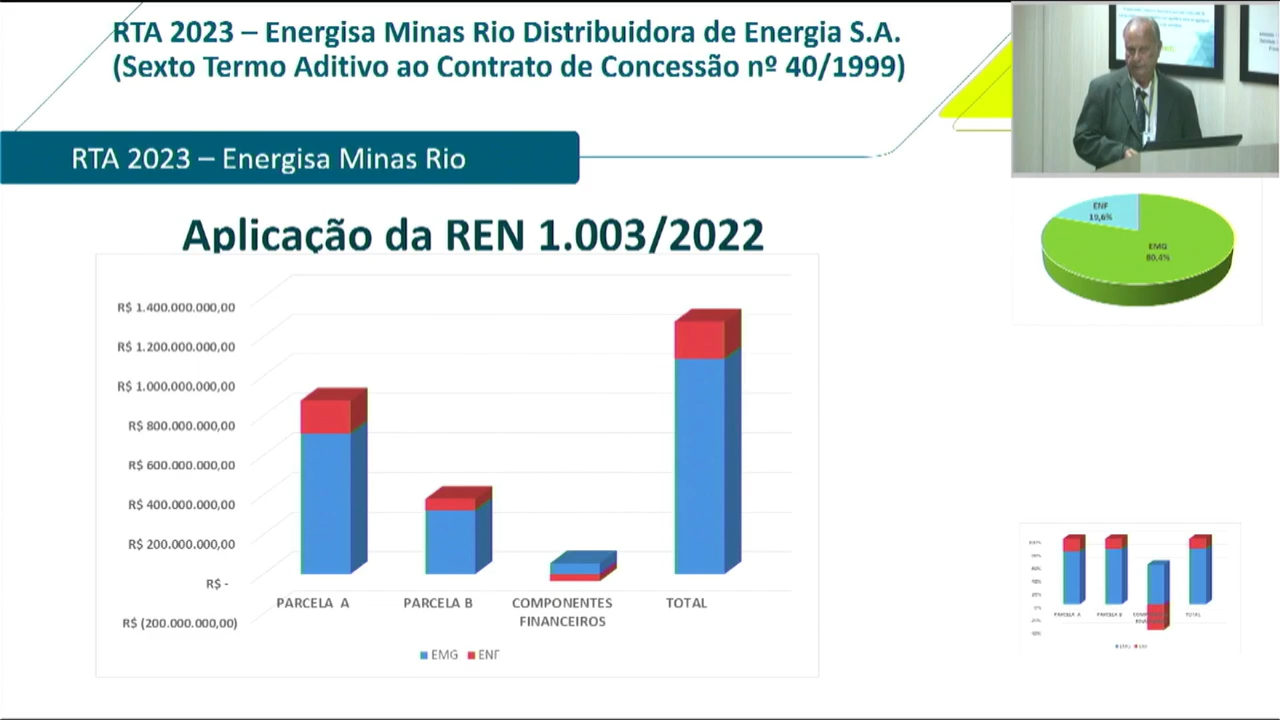 RTA 2023 – Energisa Minas Rio Distribuidora de Energia S.A.
(Sexto Termo Aditivo ao Contrato de Concessão nº 40/1999)
RTA 2023 – Energisa Minas Rio
Aplicação da REN 1.003/2022
R$ 1.400.000.000,00
R$ 1.200.000.000,00
R$ 1.000.000.000,00
R$ 800.000.000,00
R$ 600.000.000,00
R$ 400.000.000,00
R$ 200.000.000,00
R$ -
R$ (200.000.000,00)
PARCELA A
PARCELA B
COMPONENTES
FINANCEIROS
TOTAL
EMG
ENF
ENF
19,6%
EMG
80,4%
PARCELA A
PARCELA B
TOTAL